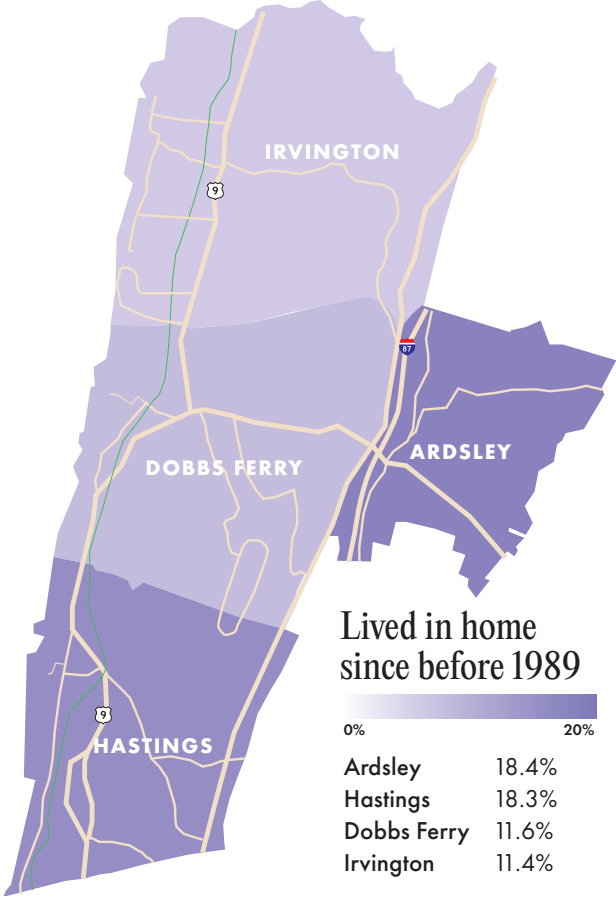 IRVINGTON
9
87
ARDSLEY
DOBBS FERRY
Lived in home
since before 1989
0% 20%
9
HASTINGS
Ardsley 18.4%
Hastings 18.3%
Dobbs Ferry 11.6%
Irvington 11.4%